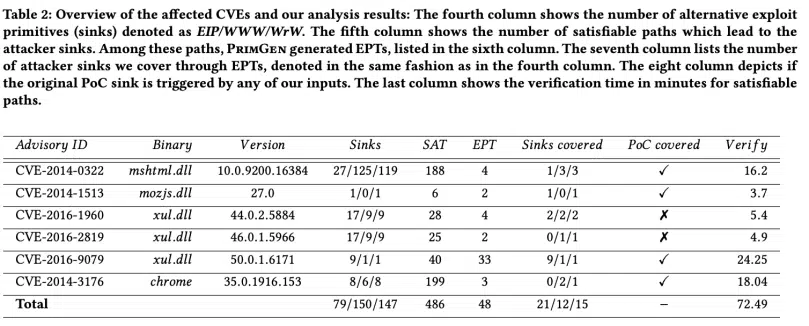 Table 2: Overview of the affected CVEs and our analysis results: The fourth column shows the number of alternative exploit
primitives (sinks) denoted as EIP/WWW/WrW. The fifth column shows the number of satisfiable paths which lead to the
attacker sinks. Among these paths, PRIMGEN generated EPTs, listed in the sixth column. The seventh column lists the number
of attacker sinks we cover through EPTs, denoted in the same fashion as in the fourth column. The eight column depicts if
the original PoC sink is triggered by any of our inputs. The last column shows the verification time in minutes for satisfiable
paths.
Advisory ID Binary Version Sinks SAT EPT Sinks covered PoC covered Verify
CVE-2014-0322 mshtml.dll 10.0.9200.16384 27/125/119 188 4 1/3/3 ✓ 16.2
CVE-2014-1513 mozjs.dll 27.0 1/0/1 6 2 1/0/1 ✓ 3.7
CVE-2016-1960 xul.dll 44.0.2.5884 17/9/9 28 4 2/2/2 ✗ 5.4
CVE-2016-2819 xul.dll 46.0.1.5966 17/9/9 25 2 0/1/1 ✗ 4.9
CVE-2016-9079 xul.dll 50.0.1.6171 9/1/1 40 33 9/1/1 ✓ 24.25
CVE-2014-3176 chrome 35.0.1916.153 8/6/8 199 3 0/2/1 ✓ 18.04
Total 79/150/147 486 48 21/12/15 – 72.49